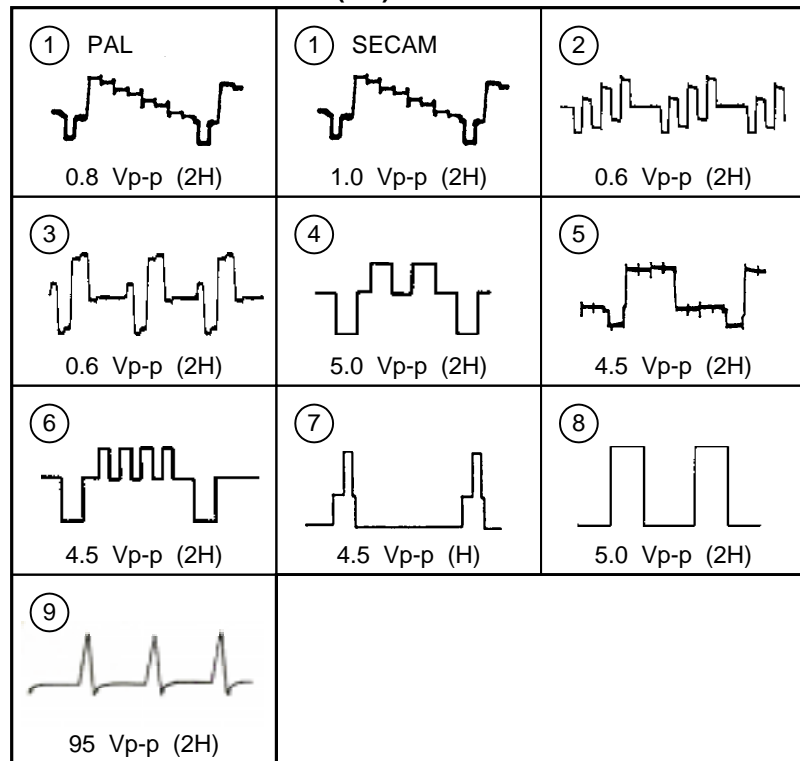 ① PAL
① SECAM
②
0.8 Vp-p (2H)
1.0 Vp-p (2H)
0.6 Vp-p (2H)
③
④
⑤
0.6 Vp-p (2H)
5.0 Vp-p (2H)
4.5 Vp-p (2H)
⑥
⑦
⑧
4.5 Vp-p (2H)
4.5 Vp-p (H)
5.0 Vp-p (2H)
⑨
95 Vp-p (2H)